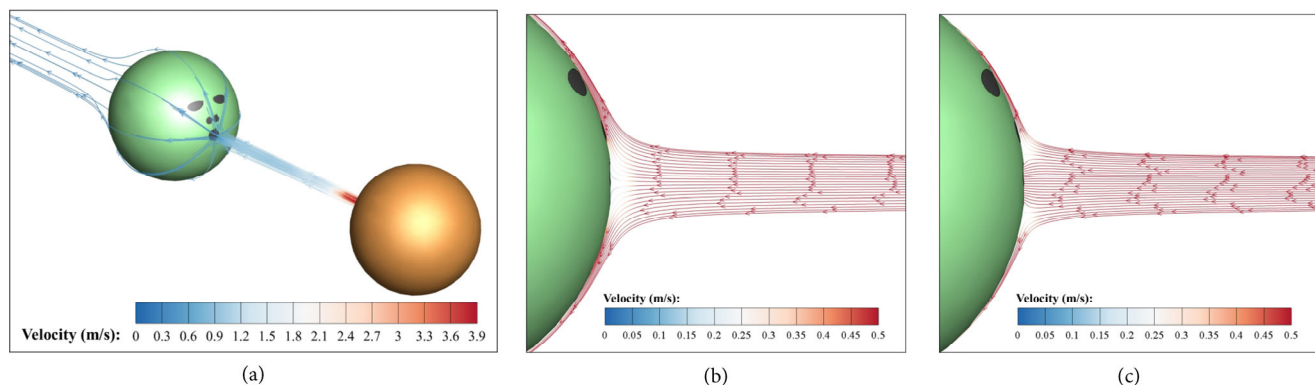 Velocity (m/s): 0 0.3 0.6 0.9 1.2 1.5 1.8 2.1 2.4 2.7 3 3.3 3.6 3.9
(a)
Velocity (m/s):
0 0.05 0.1 0.15 0.2 0.25 0.3 0.35 0.4 0.45 0.5
(b)
Velocity (m/s):
0 0.05 0.1 0.15 0.2 0.25 0.3 0.35 0.4 0.45 0.5
(c)